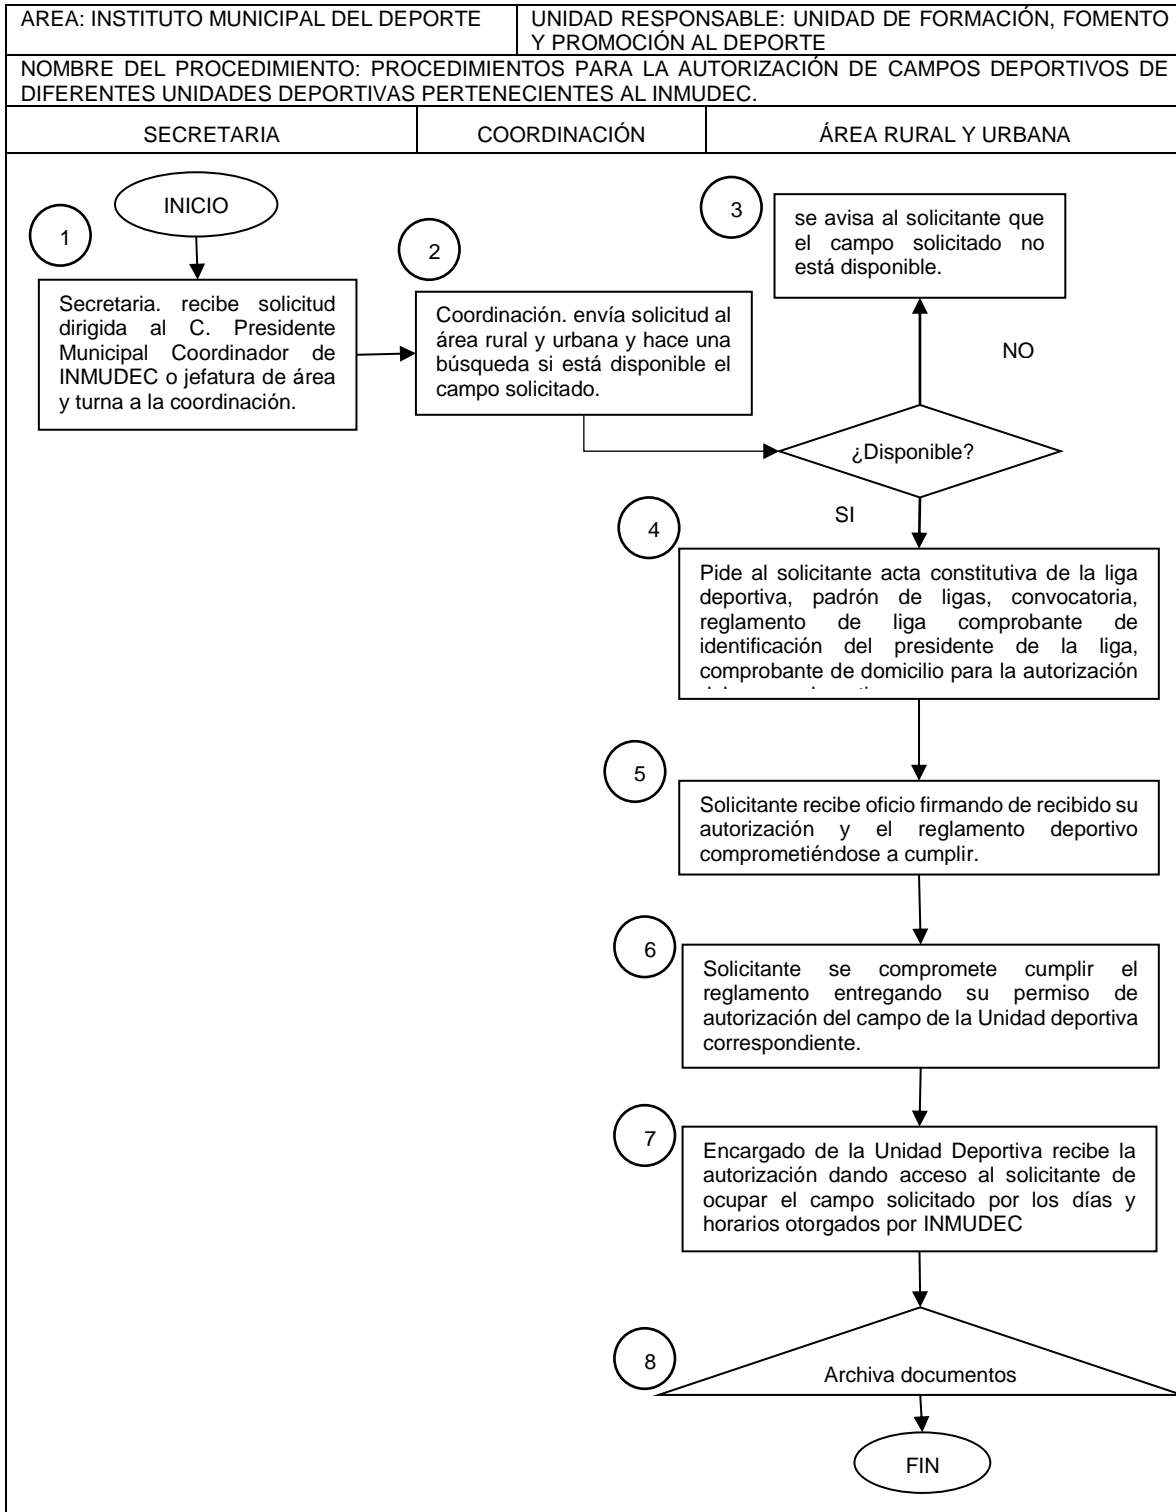 AREA: INSTITUTO MUNICIPAL DEL DEPORTE
UNIDAD RESPONSABLE: UNIDAD DE FORMACIÓN, FOMENTO
Y PROMOCIÓN AL DEPORTE
NOMBRE DEL PROCEDIMIENTO: PROCEDIMIENTOS PARA LA AUTORIZACIÓN DE CAMPOS DEPORTIVOS DE
DIFERENTES UNIDADES DEPORTIVAS PERTENECIENTES AL INMUDEC.
SECRETARIA
COORDINACIÓN
ÁREA RURAL Y URBANA
INICIO
1
Secretaria. recibe solicitud
dirigida al C. Presidente
Municipal Coordinador de
INMUDEC o jefatura de área
y turna a la coordinación.
2
Coordinación. envía solicitud al
área rural y urbana y hace una
búsqueda si está disponible el
campo solicitado.
3
se avisa al solicitante que
el campo solicitado no
está disponible.
NO
¿Disponible?
SI
4
Pide al solicitante acta constitutiva de la liga
deportiva, padrón de ligas, convocatoria,
reglamento de liga comprobante de
identificación del presidente de la liga,
comprobante de domicilio para la autorización
5
Solicitante recibe oficio firmando de recibido su
autorización y el reglamento deportivo
comprometiéndose a cumplir.
6
Solicitante se compromete cumplir el
reglamento entregando su permiso de
autorización del campo de la Unidad deportiva
correspondiente.
7
Encargado de la Unidad Deportiva recibe la
autorización dando acceso al solicitante de
ocupar el campo solicitado por los días y
horarios otorgados por INMUDEC
8
Archiva documentos
FIN